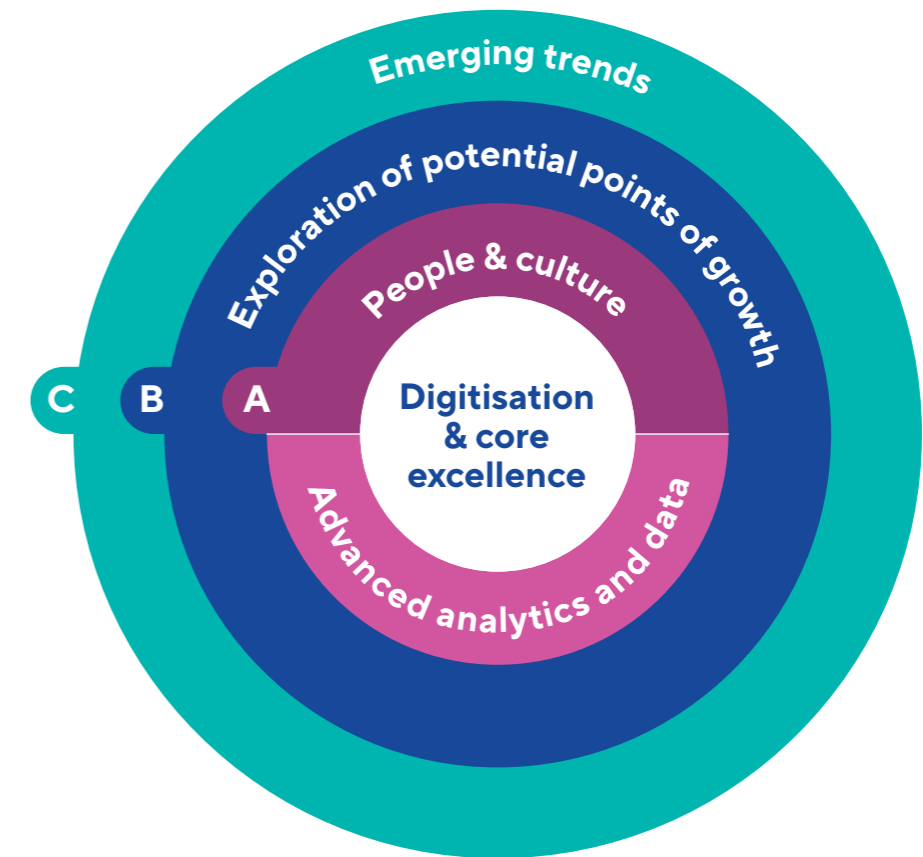 Emerging trends
Exploration of potential points of growth
People & culture
C
B
A
Digitisation
& core
excellence
Advanced analytics and data